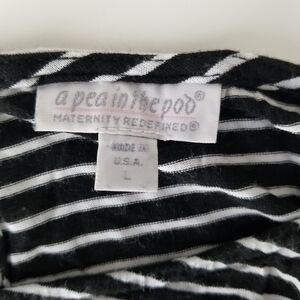 a pea in the pod®
MATERNITY REDEFINED®
MADE IN
U.S.A.
L